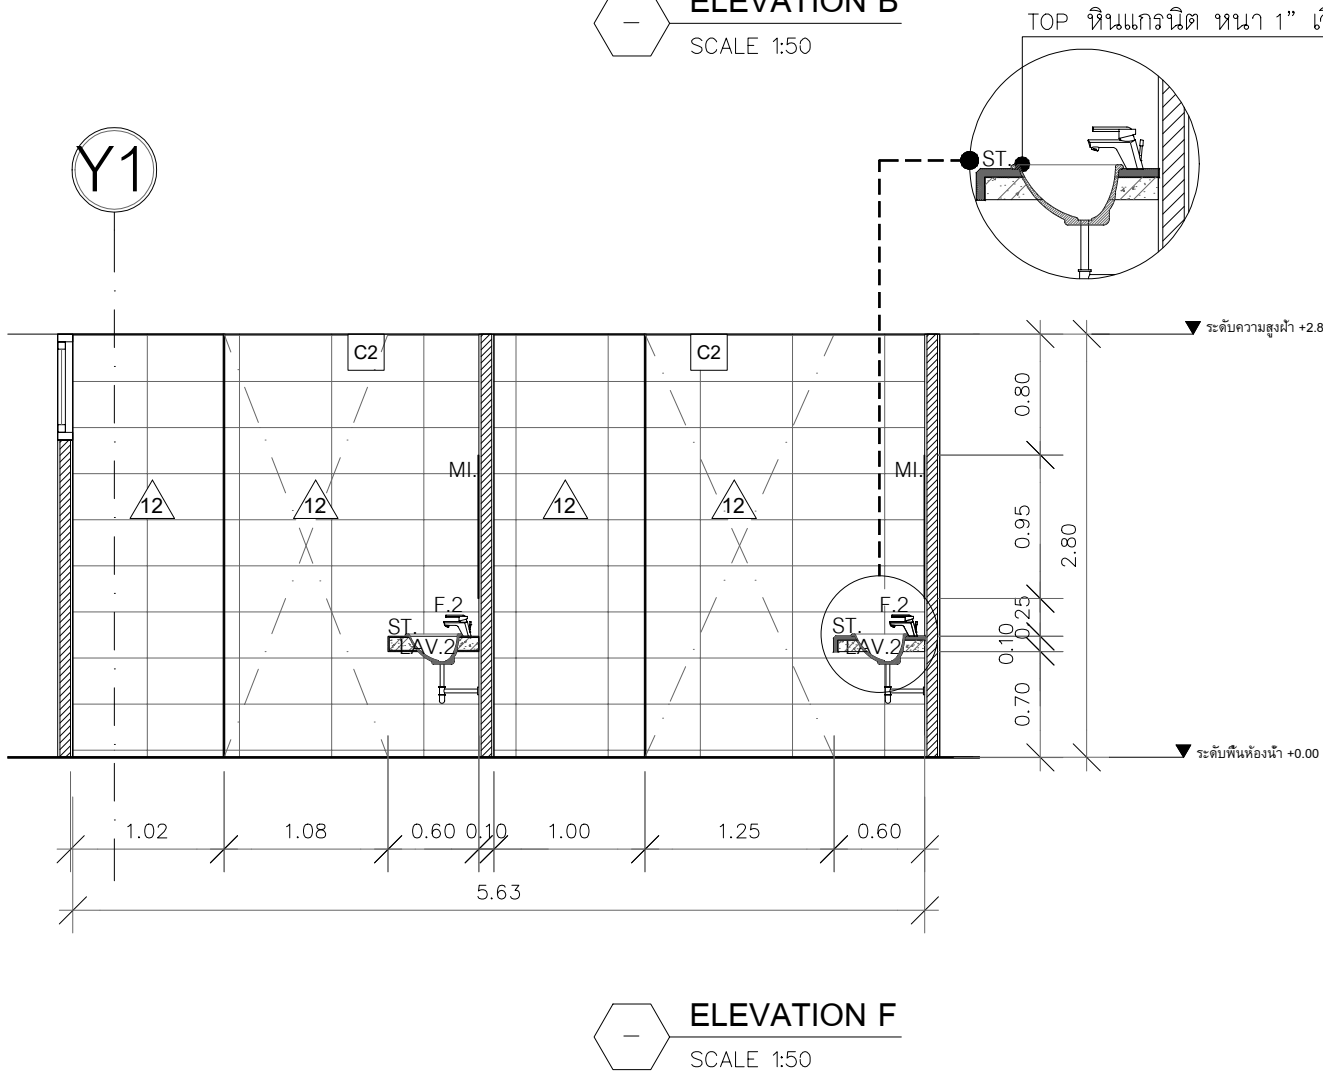 ELEVATION B
SCALE 1:50
TOP หินแกรนิต หนา 1"
Y1
ST.
ระดับความสูงฝ้า +2.8
C2
C2
0.80
MI.
MI.
12
12
12
12
0.95
2.80
F.2
F.2
0.25
ST.
ST.
LAV.2
LAV.2
0.10
0.70
ระดับพื้นห้องน้ำ +0.00
1.02
1.08
0.60
0.10
1.00
1.25
0.60
5.63
ELEVATION F
SCALE 1:50